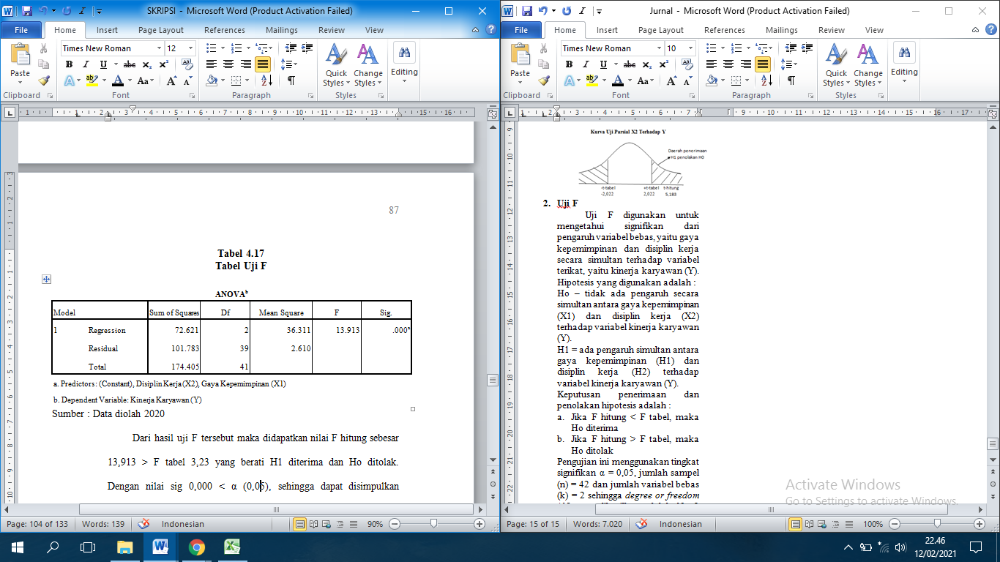 SKRIPSI - Microsoft Word (Product Activation Failed)
File Home Insert Page Layout References Mailings Review View
Times New Roman 12
Paste
B I U abc x₂ x²
A ab A Aa A A
Quick Styles
Change Styles
Editing
Clipboard Font Paragraph Styles
87
Tabel 4.17
Tabel Uji F
ANOVAᵇ
Model Sum of Squares Df Mean Square F Sig.
1 Regression 72.621 2 36.311 13.913 .000ᵃ
Residual 101.783 39 2.610
Total 174.405 41
a. Predictors: (Constant), Disiplin Kerja (X2), Gaya Kepemimpinan (X1)
b. Dependent Variable: Kinerja Karyawan (Y)
Sumber : Data diolah 2020
Dari hasil uji F tersebut maka didapatkan nilai F hitung sebesar
13,913 > F tabel 3,23 yang berati H1 diterima dan Ho ditolak.
Dengan nilai sig 0,000 < α (0,05), sehingga dapat disimpulkan
Page: 104 of 133 Words: 139 Indonesian 90%
Jurnal - Microsoft Word (Product Activation Failed)
File Home Insert Page Layout References Mailings Review View
Times New Roman 10
Paste
B I U abc x₂ x²
A ab A Aa A A
Quick Styles
Change Styles
Editing
Clipboard Font Paragraph Styles
Kurva Uji Parsial X2 Terhadap Y
Daerah penerimaan
H1 penolakan H0
-t-tabel +t-tabel t-hitung
-2,022 2,022 5,183
2. Uji F
Uji F digunakan untuk
mengetahui signifikan dari
pengaruh variabel bebas, yaitu gaya
kepemimpinan dan disiplin kerja
secara simultan terhadap variabel
terikat, yaitu kinerja karyawan (Y).
Hipotesis yang digunakan adalah :
Ho – tidak ada pengaruh secara
simultan antara gaya kepemimpinan
(X1) dan disiplin kerja (X2)
terhadap variabel kinerja karyawan
(Y).
H1 = ada pengaruh simultan antara
gaya kepemimpinan (H1) dan
disiplin kerja (H2) terhadap
variabel kinerja karyawan (Y).
Keputusan penerimaan dan
penolakan hipotesis adalah :
a. Jika F hitung < F tabel, maka
Ho diterima
b. Jika F hitung > F tabel, maka
Ho ditolak
Pengujian ini menggunakan tingkat
signifikan α = 0,05, jumlah sampel
(n) = 42 dan jumlah variabel bebas
(k) = 2 sehingga degree or freedom
Activate Windows
Go to Settings to activate Windows.
Page: 15 of 15 Words: 7.020 Indonesian 100%
22.46
12/02/2021